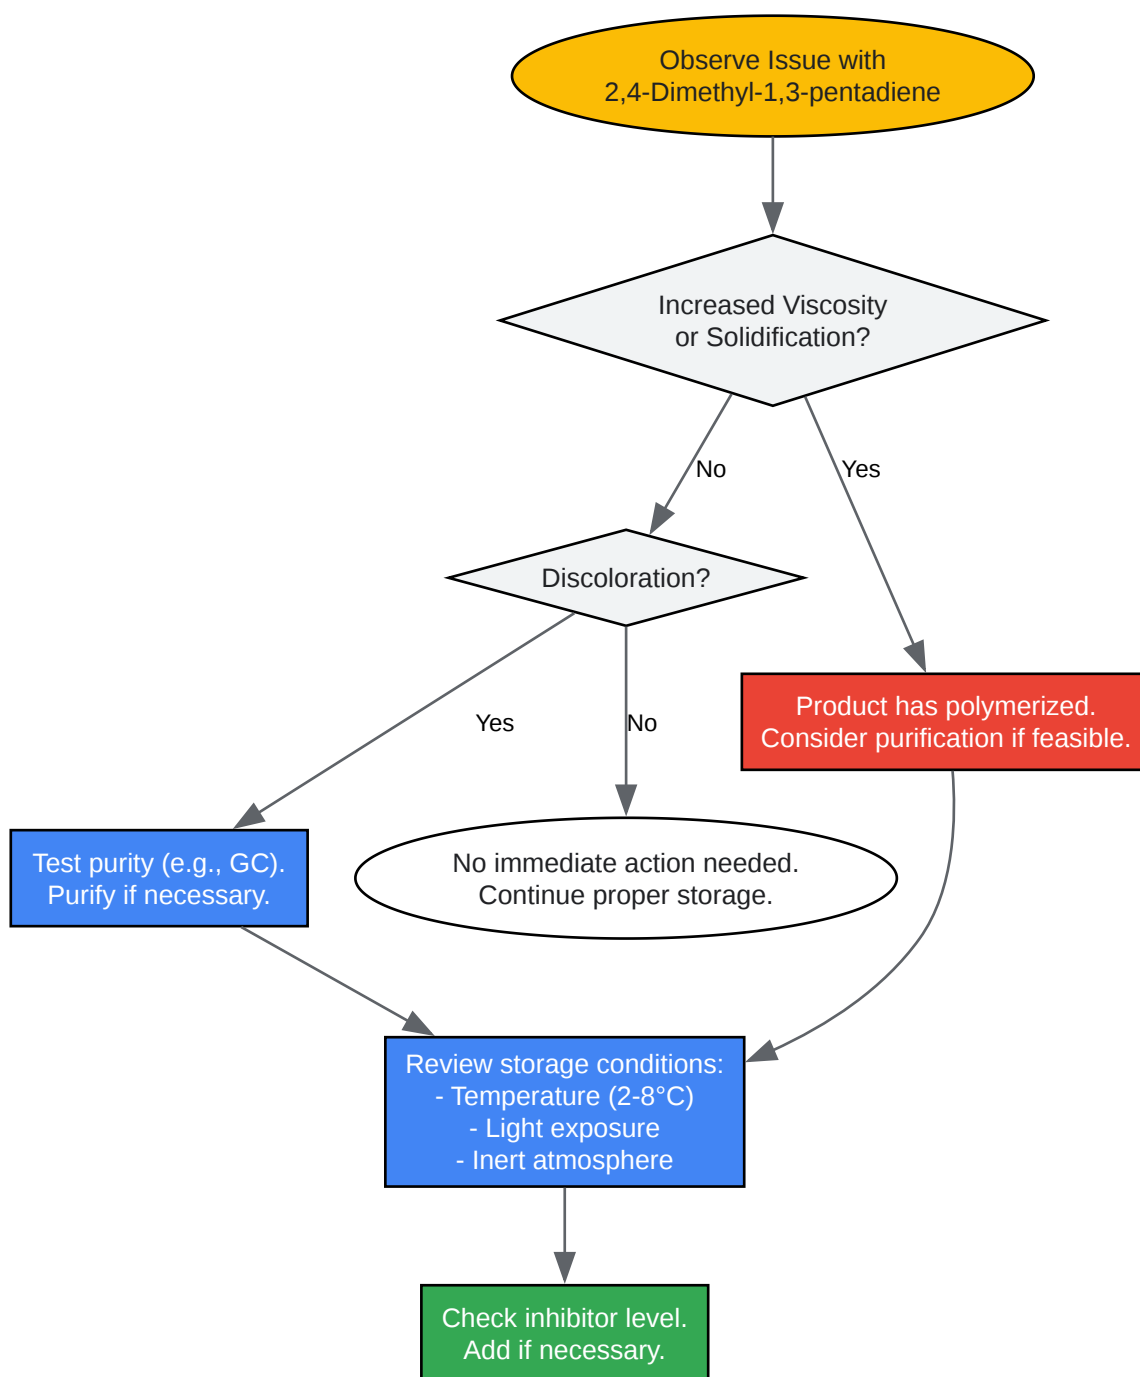 Observe Issue with
2,4-Dimethyl-1,3-pentadiene
Increased Viscosity
or Solidification?
No
Yes
Discoloration?
Product has polymerized.
Consider purification if feasible.
Yes
No
Test purity (e.g., GC).
Purify if necessary.
No immediate action needed.
Continue proper storage.
Review storage conditions:
- Temperature (2-8°C)
- Light exposure
- Inert atmosphere
Check inhibitor level.
Add if necessary.